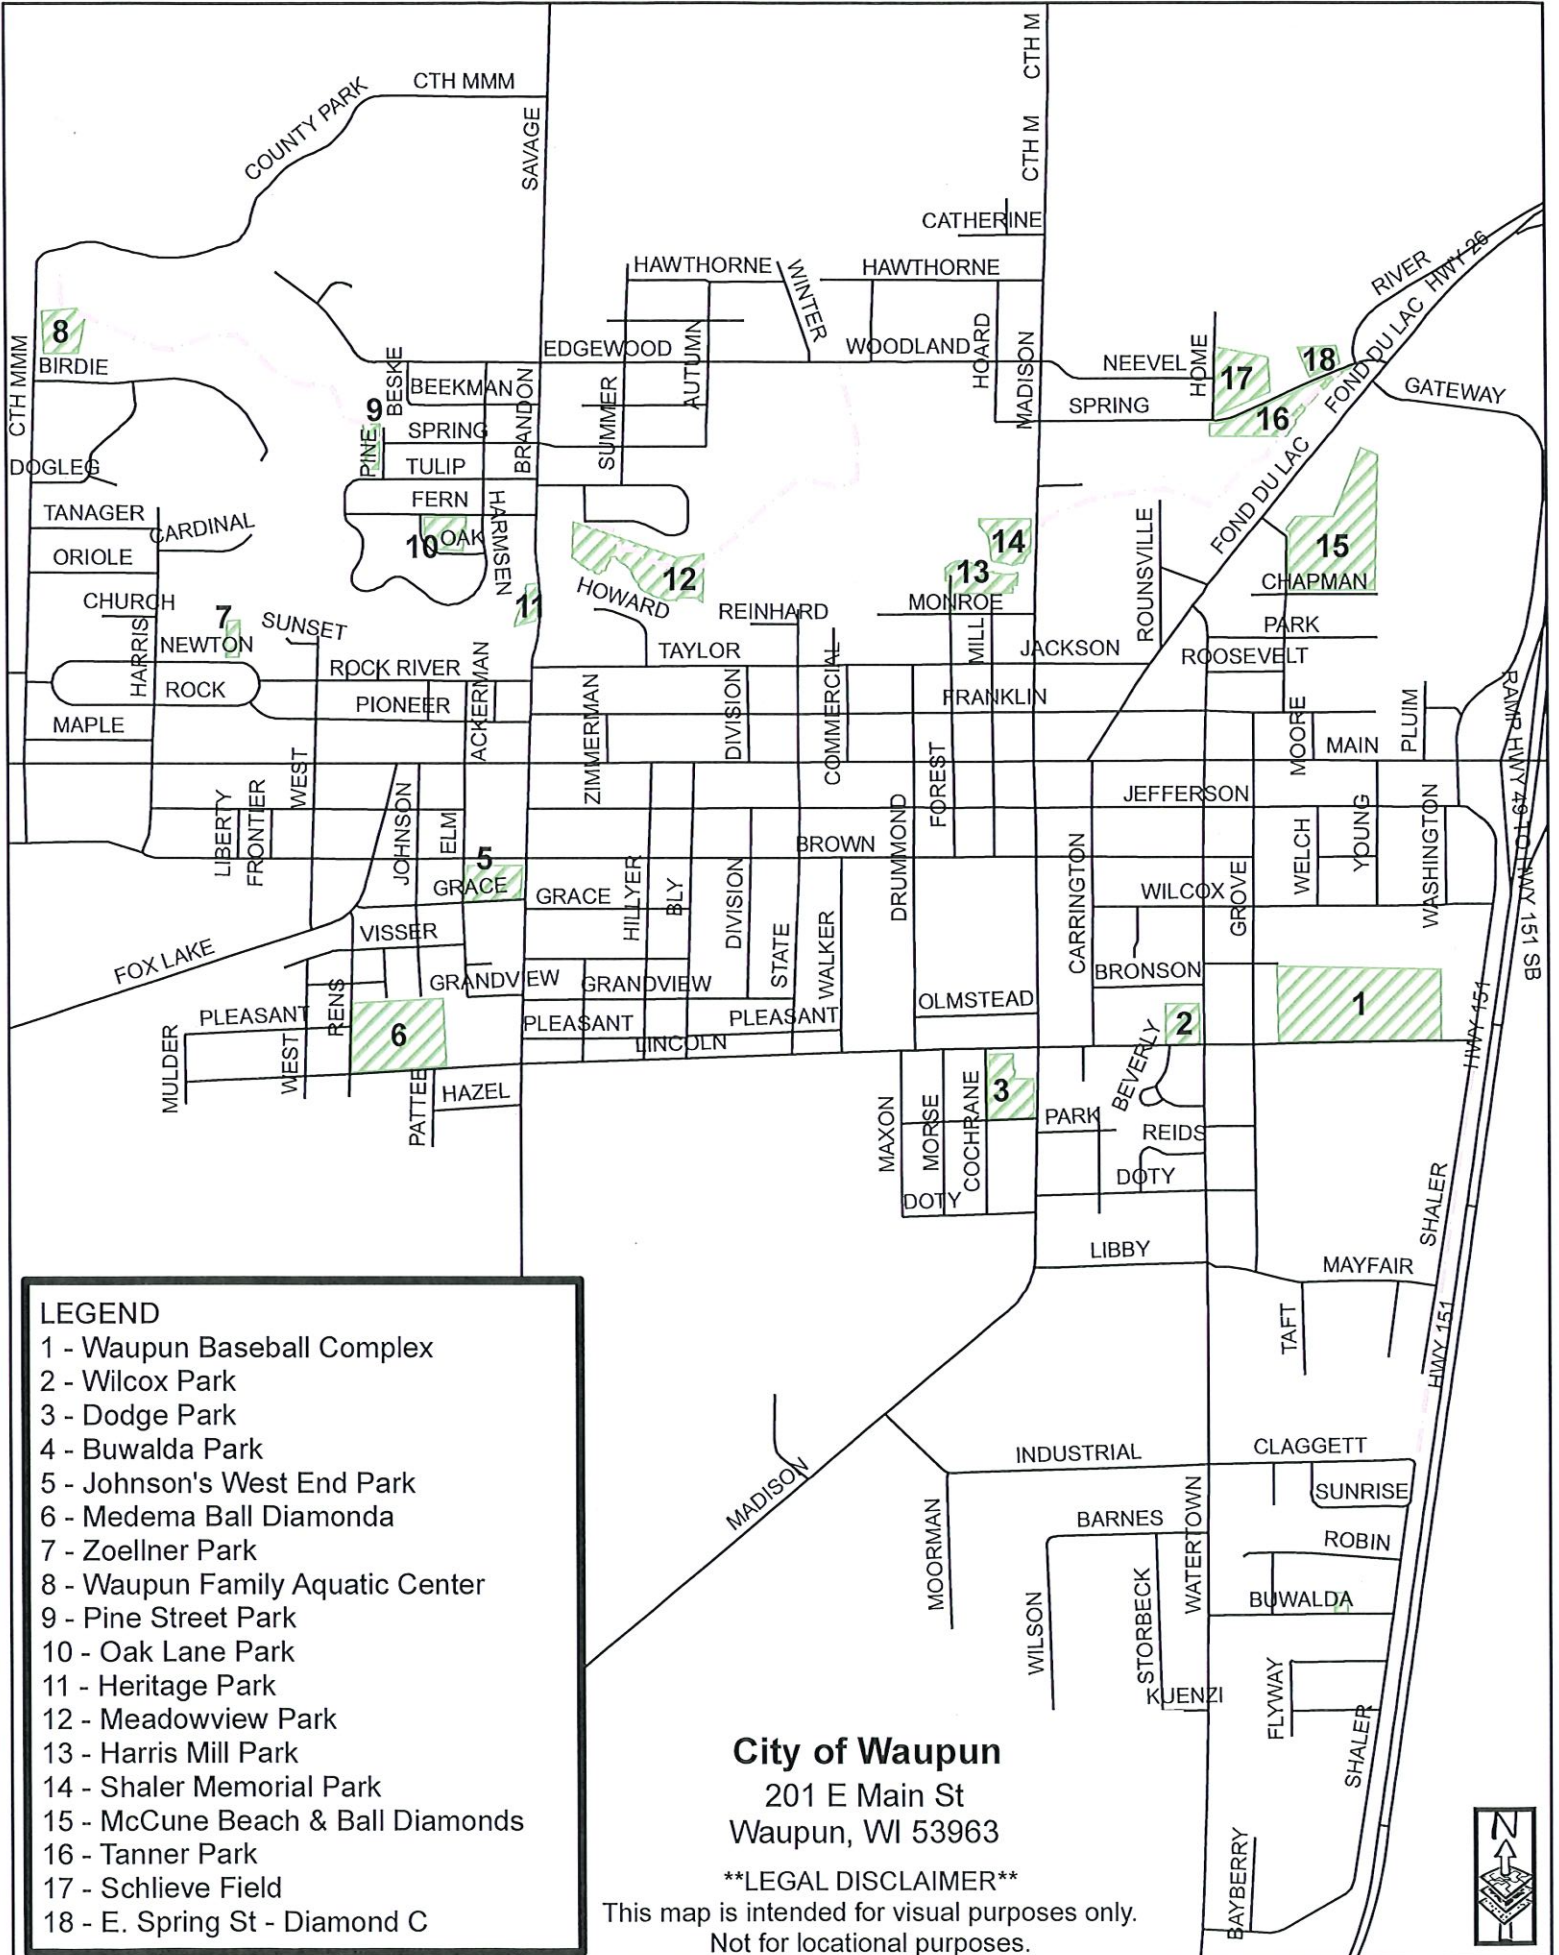 CTH MMM
COUNTY PARK
SAVAGE
CTH M
CTH M
CATHERINE
HAWTHORNE
WINTER
HAWTHORNE
RIVER
HWY 26
FOND DU LAC
8
BIRDIE
CTH MMM
EDGEWOOD
WOODLAND
HOARD
MADISON
NEEVEL
HOME
17
18
16
GATEWAY
BESKE
BEEKMAN
AUTUMN
SUMMER
BRANDON
SPRING
9
PINE
SPRING
TULIP
DOGLEG
FERN
HARMSEN
OAK
10
TANAGER
CARDINAL
ORIOLE
FOND DU LAC
15
CHAPMAN
ROUNSVILLE
14
13
12
11
HOWARD
REINHARD
MONROE
MILL
CHURCH
7
SUNSET
NEWTON
HARRIS
ROCK RIVER
ROCK
PIONEER
ACKERMAN
TAYLOR
JACKSON
PARK
ROOSEVELT
FRANKLIN
MAPLE
ZIMMERMAN
DIVISION
COMMERCIAL
MOORE
PLUIM
MAIN
RAMP HWY 49 TO HWY 151 SB
WEST
LIBERTY
FRONTIER
JOHNSON
ELM
FOREST
DRUMMOND
JEFFERSON
BROWN
CARRINGTON
WELCH
YOUNG
WASHINGTON
5
GRACE
GRACE
HILLYER
BLY
DIVISION
STATE
WALKER
WILCOX
GROVE
VISSER
FOX LAKE
GRANDVIEW
GRANDVIEW
BRONSON
OLMSTEAD
1
2
PLEASANT
RENS
6
PLEASANT
PLEASANT
LINCOLN
MULDER
WEST
PATTEE
HAZEL
HWY 151
BEVERLY
3
MAXON
MORSE
COCHRANE
PARK
REIDS
DOTY
DOTY
SHALER
LIBBY
MAYFAIR
TAFT
HWY 151
MADISON
INDUSTRIAL
CLAGGETT
SUNRISE
MOORMAN
BARNES
WATERTOWN
ROBIN
WILSON
STORBECK
BUWALDA
KUENZI
FLYWAY
SHALER
BAYBERRY
LEGEND
1 - Waupun Baseball Complex
2 - Wilcox Park
3 - Dodge Park
4 - Buwalda Park
5 - Johnson's West End Park
6 - Medema Ball Diamonda
7 - Zoellner Park
8 - Waupun Family Aquatic Center
9 - Pine Street Park
10 - Oak Lane Park
11 - Heritage Park
12 - Meadowview Park
13 - Harris Mill Park
14 - Shaler Memorial Park
15 - McCune Beach & Ball Diamonds
16 - Tanner Park
17 - Schlieve Field
18 - E. Spring St - Diamond C
City of Waupun
201 E Main St
Waupun, WI 53963
**LEGAL DISCLAIMER**
This map is intended for visual purposes only.
Not for locational purposes.
N